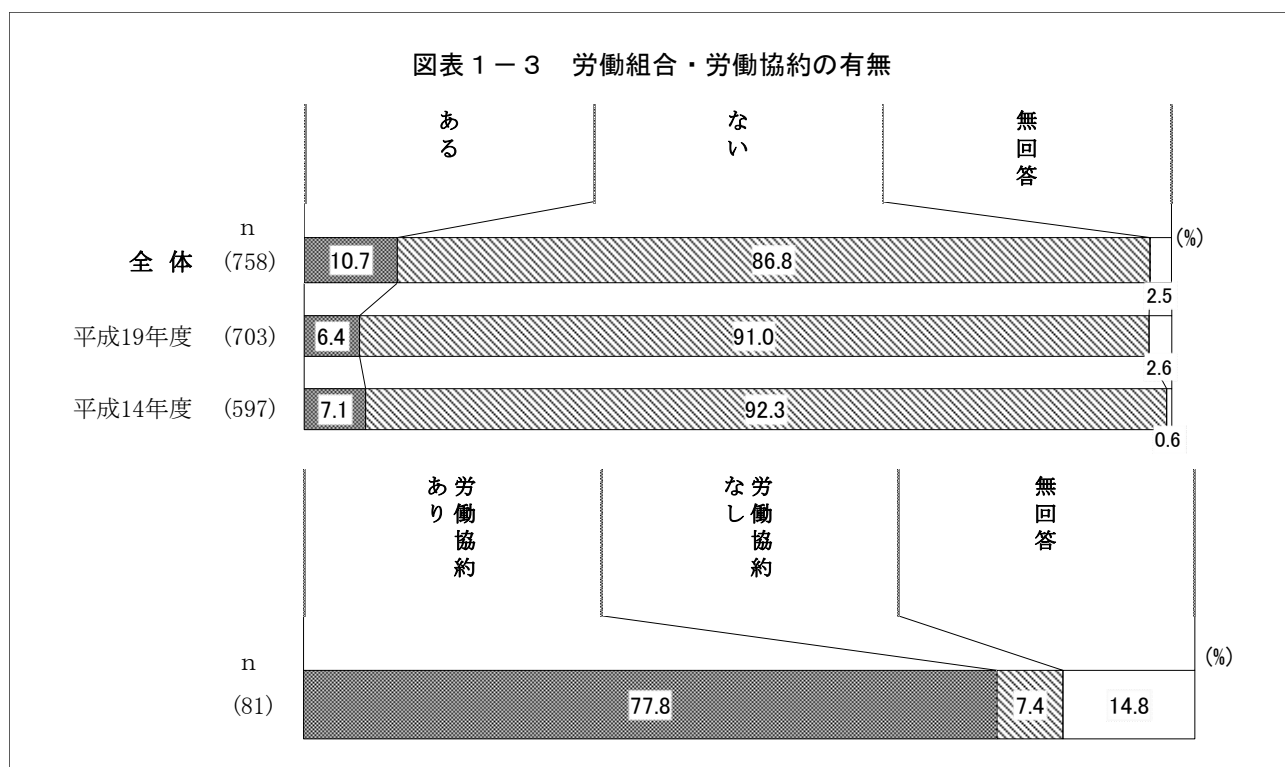 図表１－３　労働組合・労働協約の有無
ある
ない
無回答
n
(%)
全 体 (758) 10.7 86.8 2.5
平成19年度 (703) 6.4 91.0 2.6
平成14年度 (597) 7.1 92.3 0.6
労働協約
あり
労働協約
なし
無回答
n
(%)
(81) 77.8 7.4 14.8